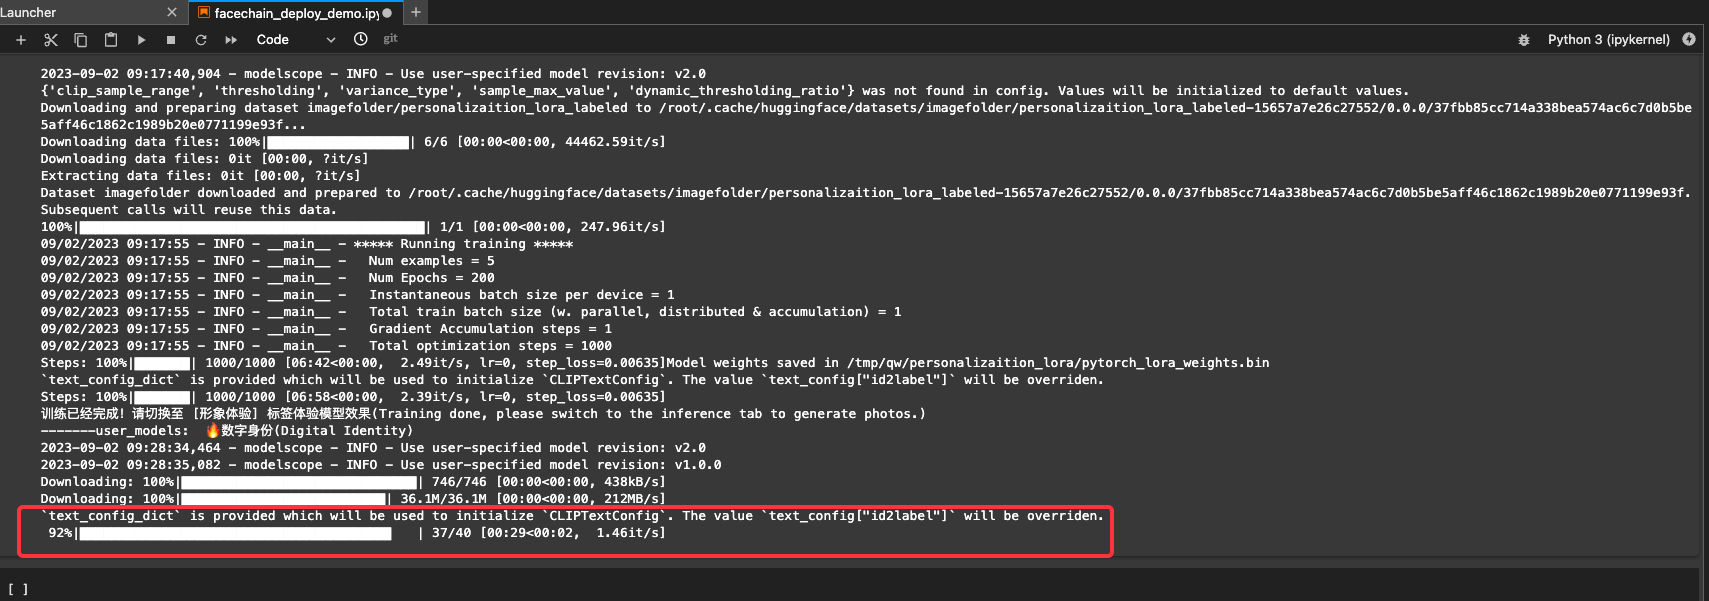 Launcher
facechain_deploy_demo.ipy
Code
git
Python 3 (ipykernel)
2023-09-02 09:17:40,904 - modelscope - INFO - Use user-specified model revision: v2.0
{'clip_sample_range', 'thresholding', 'variance_type', 'sample_max_value', 'dynamic_thresholding_ratio'} was not found in config. Values will be initialized to default values.
Downloading and preparing dataset imagefolder/personalizaition_lora_labeled to /root/.cache/huggingface/datasets/imagefolder/personalizaition_lora_labeled-15657a7e26c27552/0.0.0/37fbb85cc714a338bea574ac6c7d0b5be
5aff46c1862c1989b20e0771199e93f...
Downloading data files: 100%| | 6/6 [00:00<00:00, 44462.59it/s]
Downloading data files: 0it [00:00, ?it/s]
Extracting data files: 0it [00:00, ?it/s]
Dataset imagefolder downloaded and prepared to /root/.cache/huggingface/datasets/imagefolder/personalizaition_lora_labeled-15657a7e26c27552/0.0.0/37fbb85cc714a338bea574ac6c7d0b5be5aff46c1862c1989b20e0771199e93f.
Subsequent calls will reuse this data.
100%| | 1/1 [00:00<00:00, 247.96it/s]
09/02/2023 09:17:55 - INFO - __main__ - ***** Running training *****
09/02/2023 09:17:55 - INFO - __main__ -   Num examples = 5
09/02/2023 09:17:55 - INFO - __main__ -   Num Epochs = 200
09/02/2023 09:17:55 - INFO - __main__ -   Instantaneous batch size per device = 1
09/02/2023 09:17:55 - INFO - __main__ -   Total train batch size (w. parallel, distributed & accumulation) = 1
09/02/2023 09:17:55 - INFO - __main__ -   Gradient Accumulation steps = 1
09/02/2023 09:17:55 - INFO - __main__ -   Total optimization steps = 1000
Steps: 100%| | 1000/1000 [06:42<00:00,  2.49it/s, lr=0, step_loss=0.00635]Model weights saved in /tmp/qw/personalizaition_lora/pytorch_lora_weights.bin
`text_config_dict` is provided which will be used to initialize `CLIPTextConfig`. The value `text_config["id2label"]` will be overriden.
Steps: 100%| | 1000/1000 [06:58<00:00,  2.39it/s, lr=0, step_loss=0.00635]
训练已经完成！请切换至 [形象体验] 标签体验模型效果(Training done, please switch to the inference tab to generate photos.)
-------user_models:  🔥数字身份(Digital Identity)
2023-09-02 09:28:34,464 - modelscope - INFO - Use user-specified model revision: v2.0
2023-09-02 09:28:35,082 - modelscope - INFO - Use user-specified model revision: v1.0.0
Downloading: 100%| | 746/746 [00:00<00:00, 438kB/s]
Downloading: 100%| | 36.1M/36.1M [00:00<00:00, 212MB/s]
`text_config_dict` is provided which will be used to initialize `CLIPTextConfig`. The value `text_config["id2label"]` will be overriden.
92%| | 37/40 [00:29<00:02,  1.46it/s]
[ ]